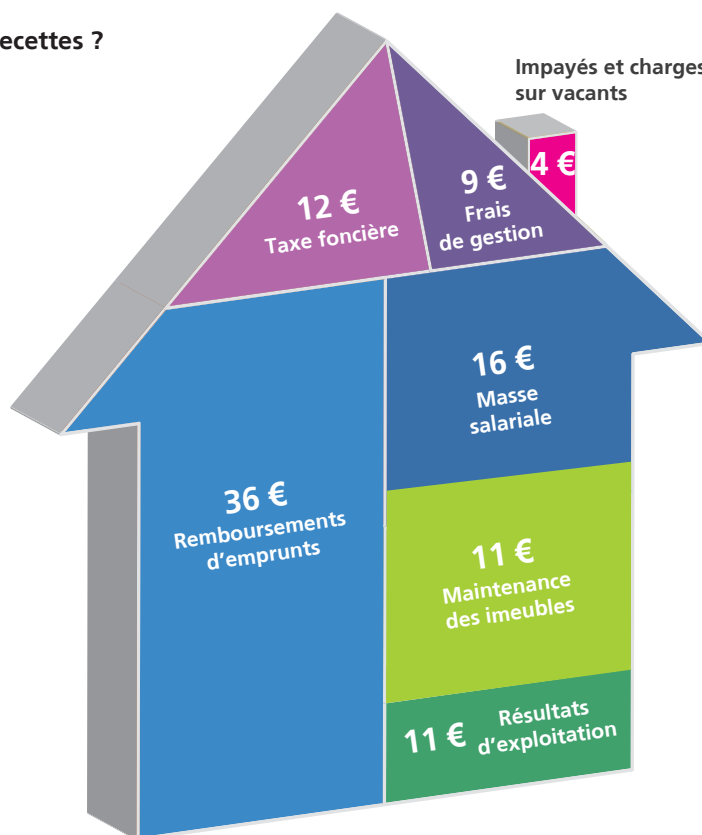 ecettes ?
Impayés et charges
sur vacants
4 €
12 €
Taxe foncière
9 €
Frais
de gestion
16 €
Masse
salariale
36 €
Remboursements
d'emprunts
11 €
Maintenance
des imeubles
11 €
Résultats
d'exploitation